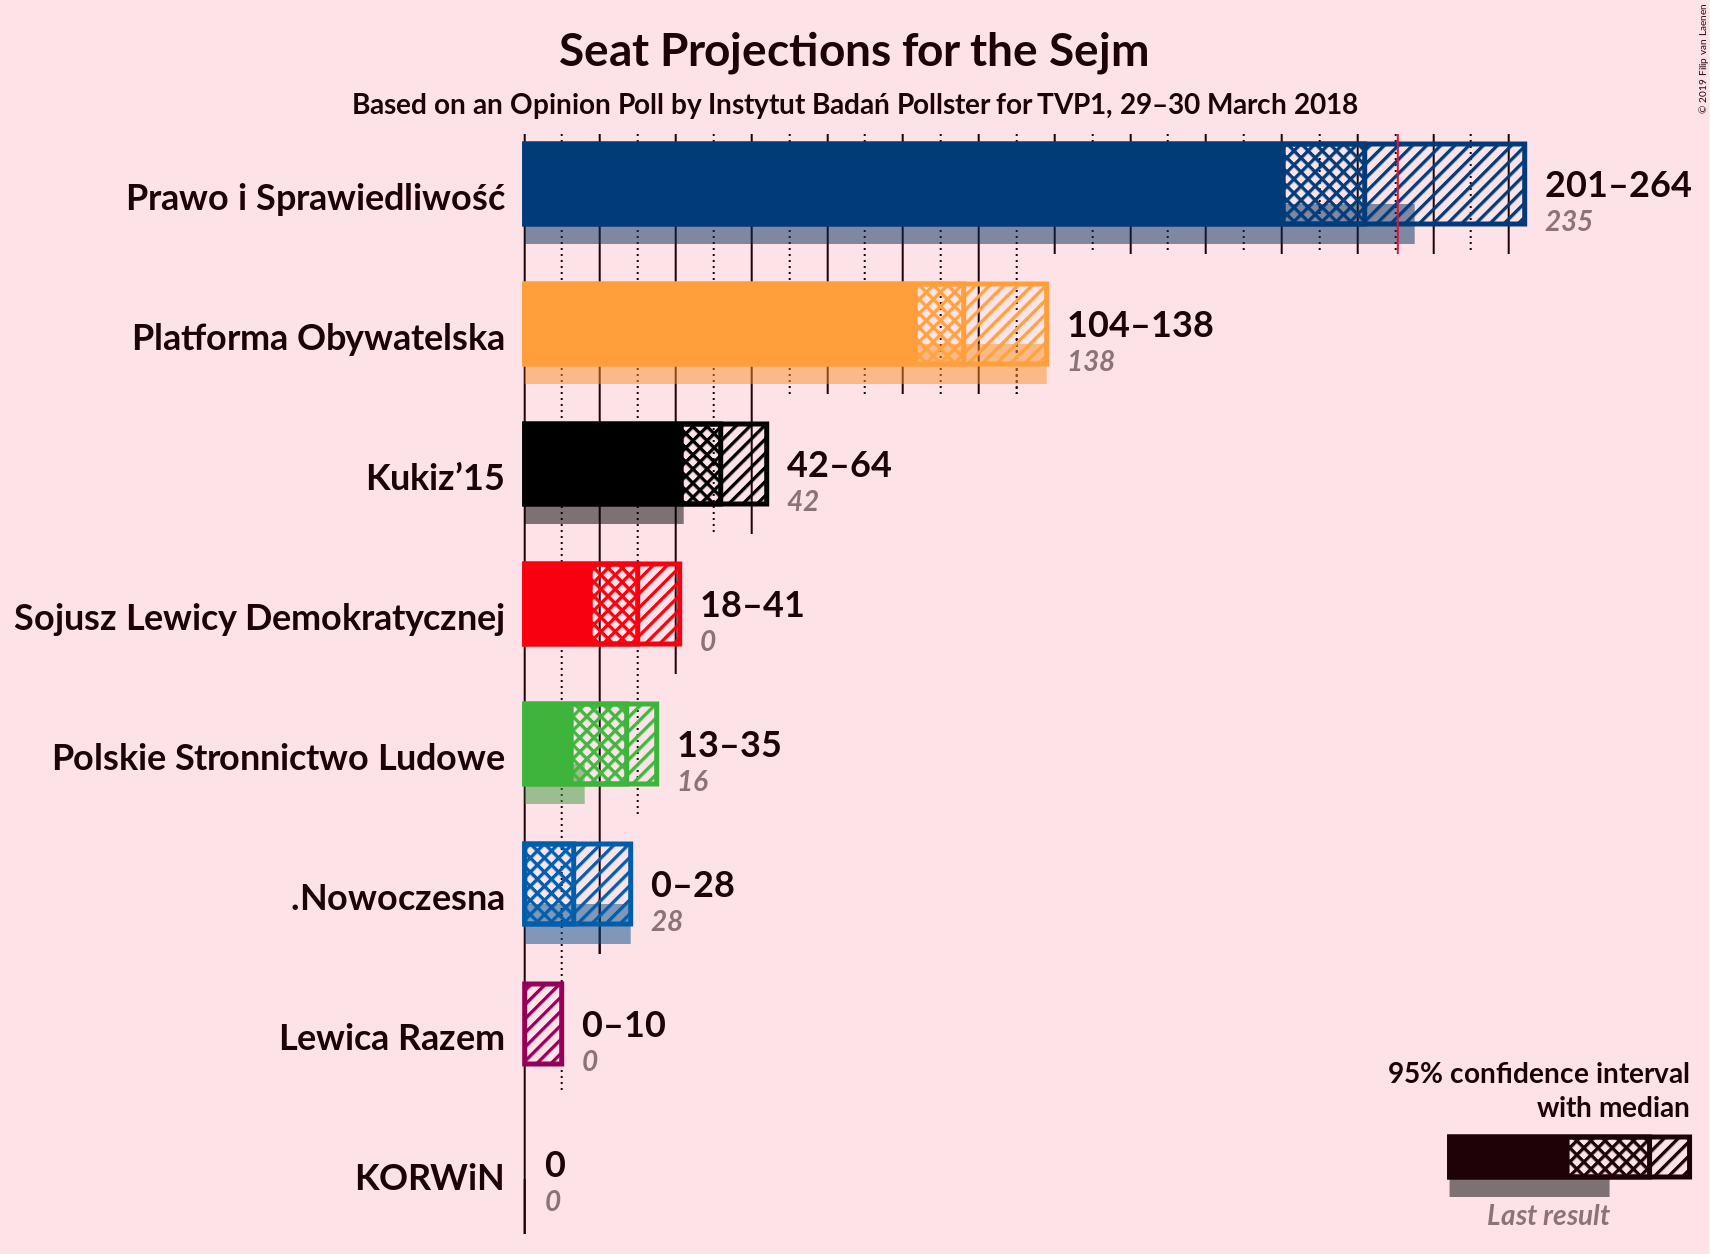 Seat Projections for the Sejm
Based on an Opinion Poll by Instytut Badań Pollster for TVP1, 29–30 March 2018
© 2019 Filip van Laenen
Prawo i Sprawiedliwość
201–264
235
Platforma Obywatelska
104–138
138
Kukiz’15
42–64
42
Sojusz Lewicy Demokratycznej
18–41
0
Polskie Stronnictwo Ludowe
13–35
16
.Nowoczesna
0–28
28
Lewica Razem
0–10
0
KORWiN
0
0
95% confidence interval
with median
Last result